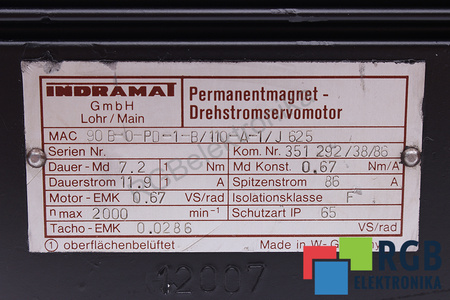 INDRAMAT
GmbH
Lohr / Main
Permanentmagnet -
Drehstromservomotor
MAC 90 B-0-PD-1-B/110-A-1/J 625
Serien Nr. Kom. Nr. 351 292/38/86
Dauer - Md 7.2 Nm Md Konst. 0.67 Nm/A
Dauerstrom 11.9 A Spitzenstrom 86 A
Motor - EMK 0.67 VS/rad Isolationsklasse F
n max 2000 min⁻¹ Schutzart IP 65
Tacho - EMK 0.0286 VS/rad
① oberflächenbelüftet Made in W-
12007
RGB
ELEKTRONIKA